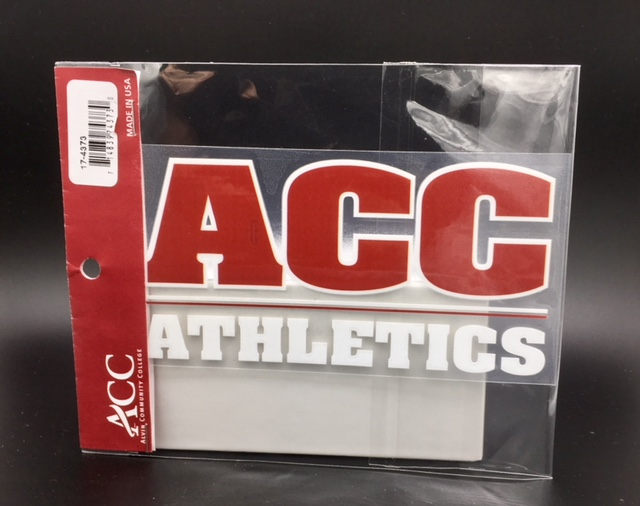 MADE IN USA
17-4373
ACC
ALVIN COMMUNITY COLLEGE
ACC
ATHLETICS